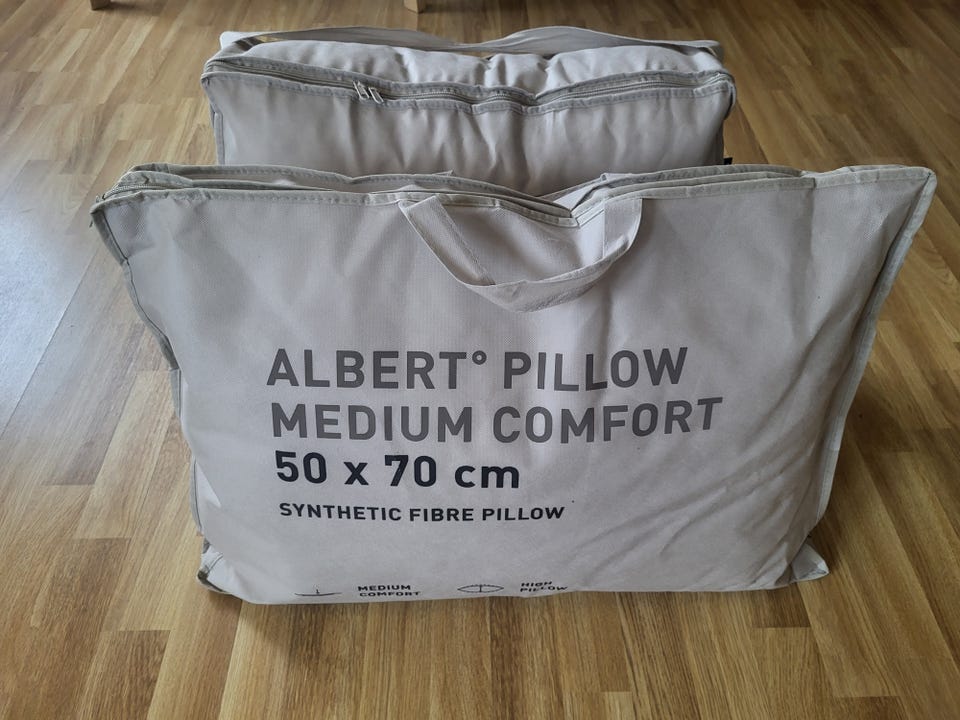 ALBERT° PILLOW
MEDIUM COMFORT
50 x 70 cm
SYNTHETIC FIBRE PILLOW
MEDIUM
COMFORT
HIGH
PILLOW